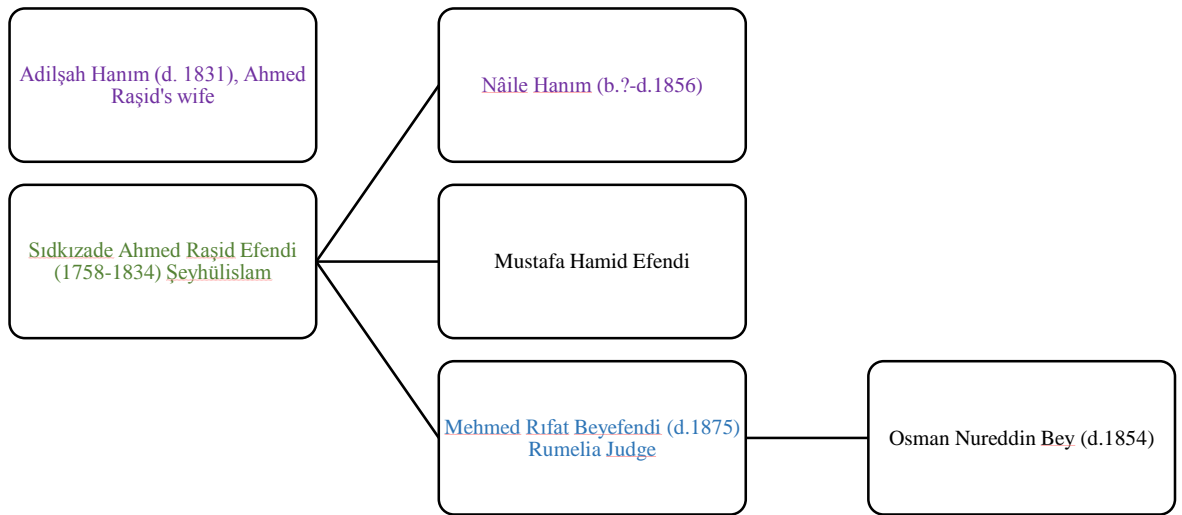 Adilşah Hanım (d. 1831), Ahmed
Raşid's wife
Nâile Hanım (b.?-d.1856)
Sıdkızade Ahmed Raşid Efendi
(1758-1834) Şeyhülislam
Mustafa Hamid Efendi
Mehmed Rıfat Beyefendi (d.1875)
Rumelia Judge
Osman Nureddin Bey (d.1854)